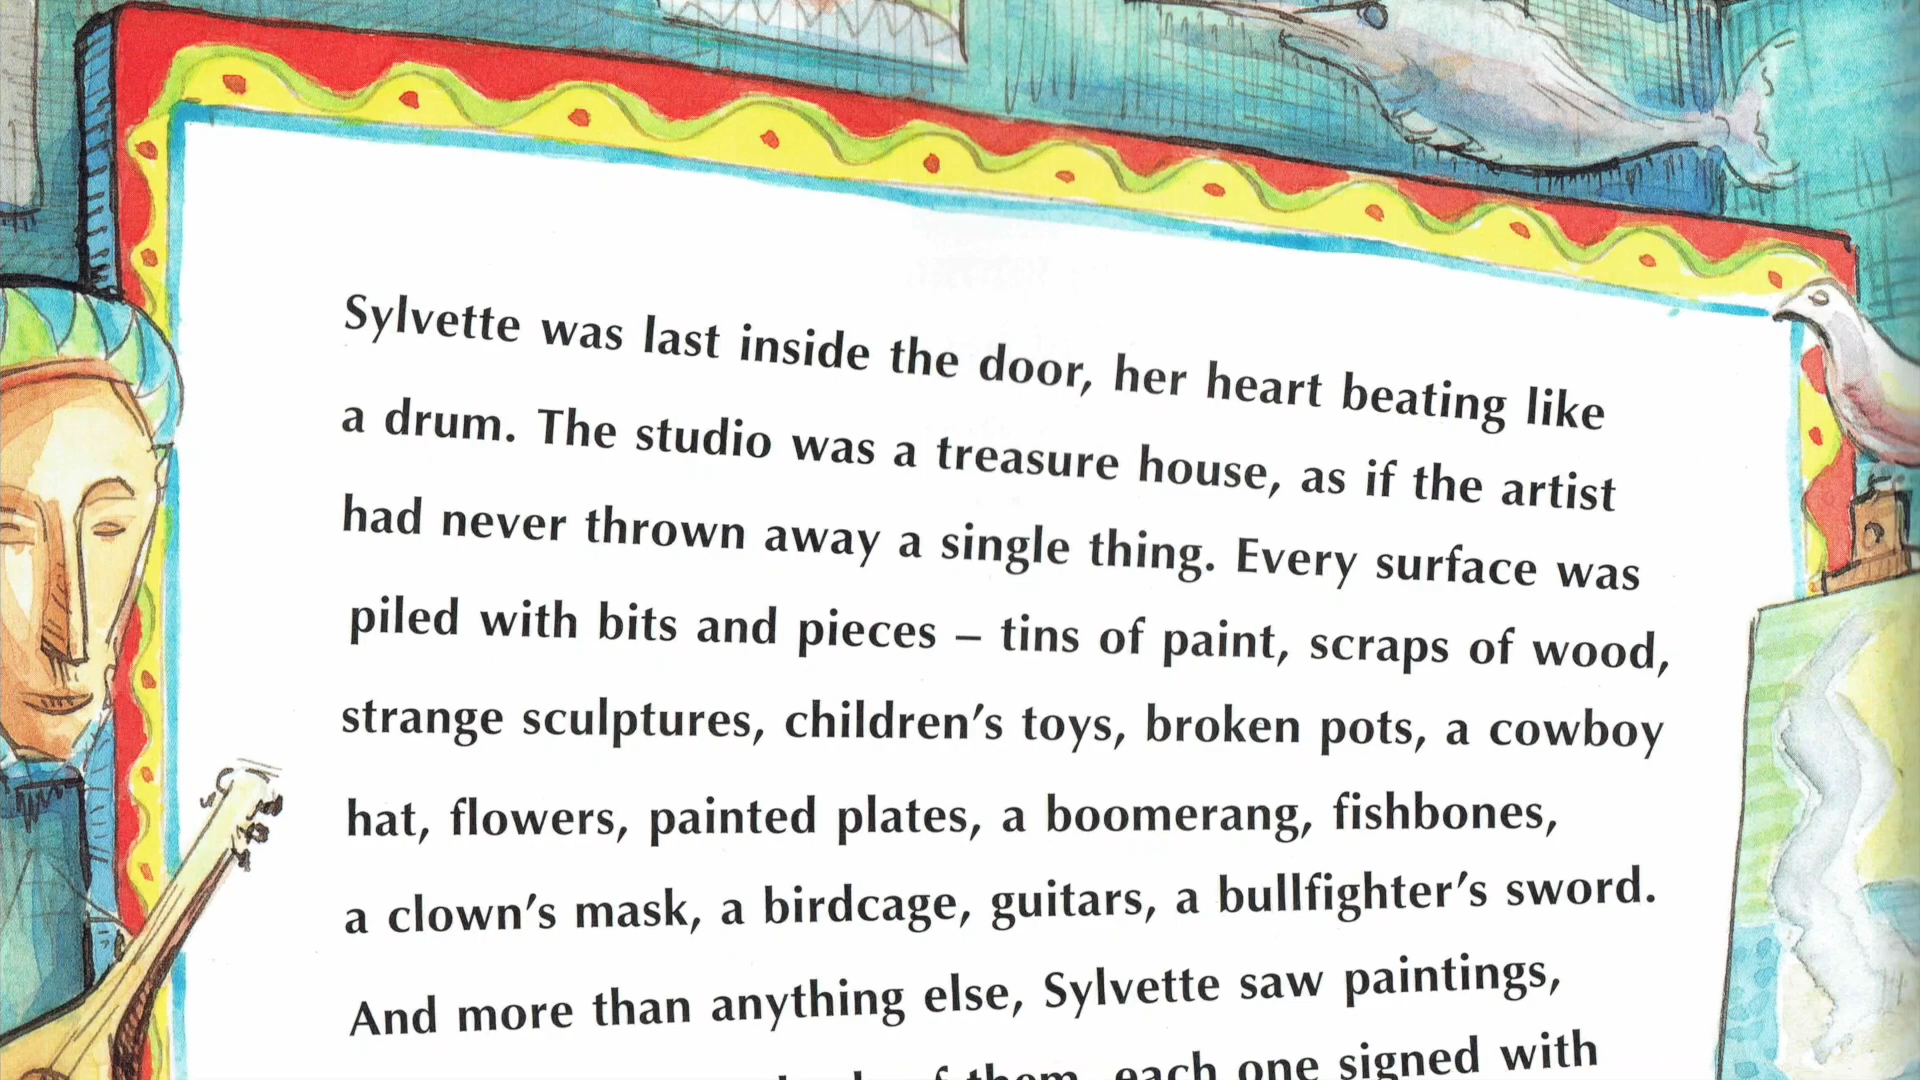 Sylvette was last inside the door, her heart beating like
a drum. The studio was a treasure house, as if the artist
had never thrown away a single thing. Every surface was
piled with bits and pieces – tins of paint, scraps of wood,
strange sculptures, children's toys, broken pots, a cowboy
hat, flowers, painted plates, a boomerang, fishbones,
a clown's mask, a birdcage, guitars, a bullfighter's sword.
And more than anything else, Sylvette saw paintings,
of them, each one signed with